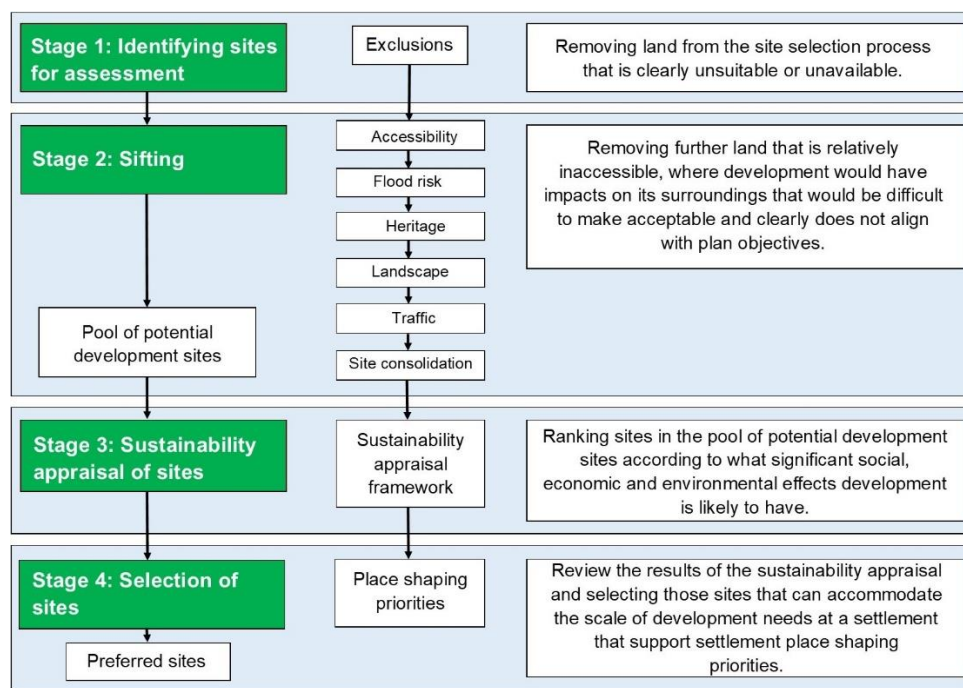 Stage 1: Identifying sites
for assessment
Exclusions
Removing land from the site selection process
that is clearly unsuitable or unavailable.
Stage 2: Sifting
Accessibility
Flood risk
Heritage
Landscape
Traffic
Site consolidation
Removing further land that is relatively
inaccessible, where development would have
impacts on its surroundings that would be difficult
to make acceptable and clearly does not align
with plan objectives.
Pool of potential
development sites
Stage 3: Sustainability
appraisal of sites
Sustainability
appraisal
framework
Ranking sites in the pool of potential development
sites according to what significant social,
economic and environmental effects development
is likely to have.
Stage 4: Selection of
sites
Preferred sites
Place shaping
priorities
Review the results of the sustainability appraisal
and selecting those sites that can accommodate
the scale of development needs at a settlement
that support settlement place shaping
priorities.